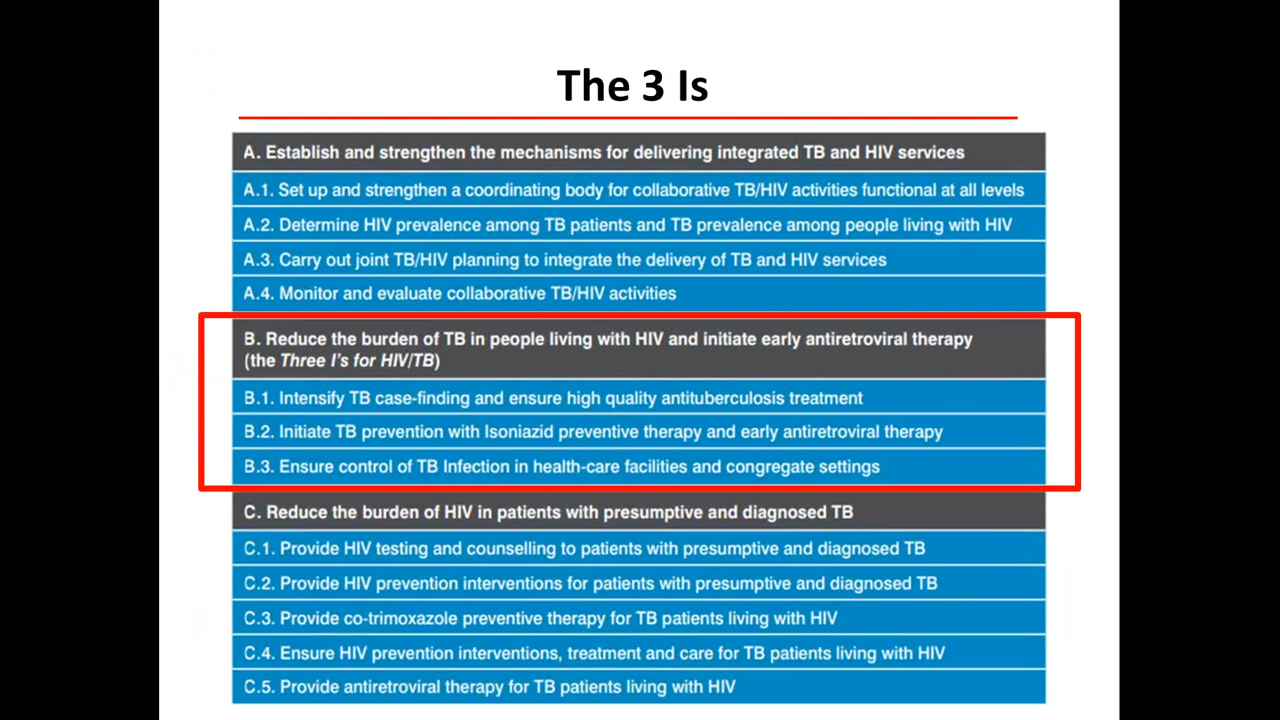 The 3 Is
A. Establish and strengthen the mechanisms for delivering integrated TB and HIV services
A.1. Set up and strengthen a coordinating body for collaborative TB/HIV activities functional at all levels
A.2. Determine HIV prevalence among TB patients and TB prevalence among people living with HIV
A.3. Carry out joint TB/HIV planning to integrate the delivery of TB and HIV services
A.4. Monitor and evaluate collaborative TB/HIV activities
B. Reduce the burden of TB in people living with HIV and initiate early antiretroviral therapy
(the Three I's for HIV/TB)
B.1. Intensify TB case-finding and ensure high quality antituberculosis treatment
B.2. Initiate TB prevention with Isoniazid preventive therapy and early antiretroviral therapy
B.3. Ensure control of TB Infection in health-care facilities and congregate settings
C. Reduce the burden of HIV in patients with presumptive and diagnosed TB
C.1. Provide HIV testing and counselling to patients with presumptive and diagnosed TB
C.2. Provide HIV prevention interventions for patients with presumptive and diagnosed TB
C.3. Provide co-trimoxazole preventive therapy for TB patients living with HIV
C.4. Ensure HIV prevention interventions, treatment and care for TB patients living with HIV
C.5. Provide antiretroviral therapy for TB patients living with HIV